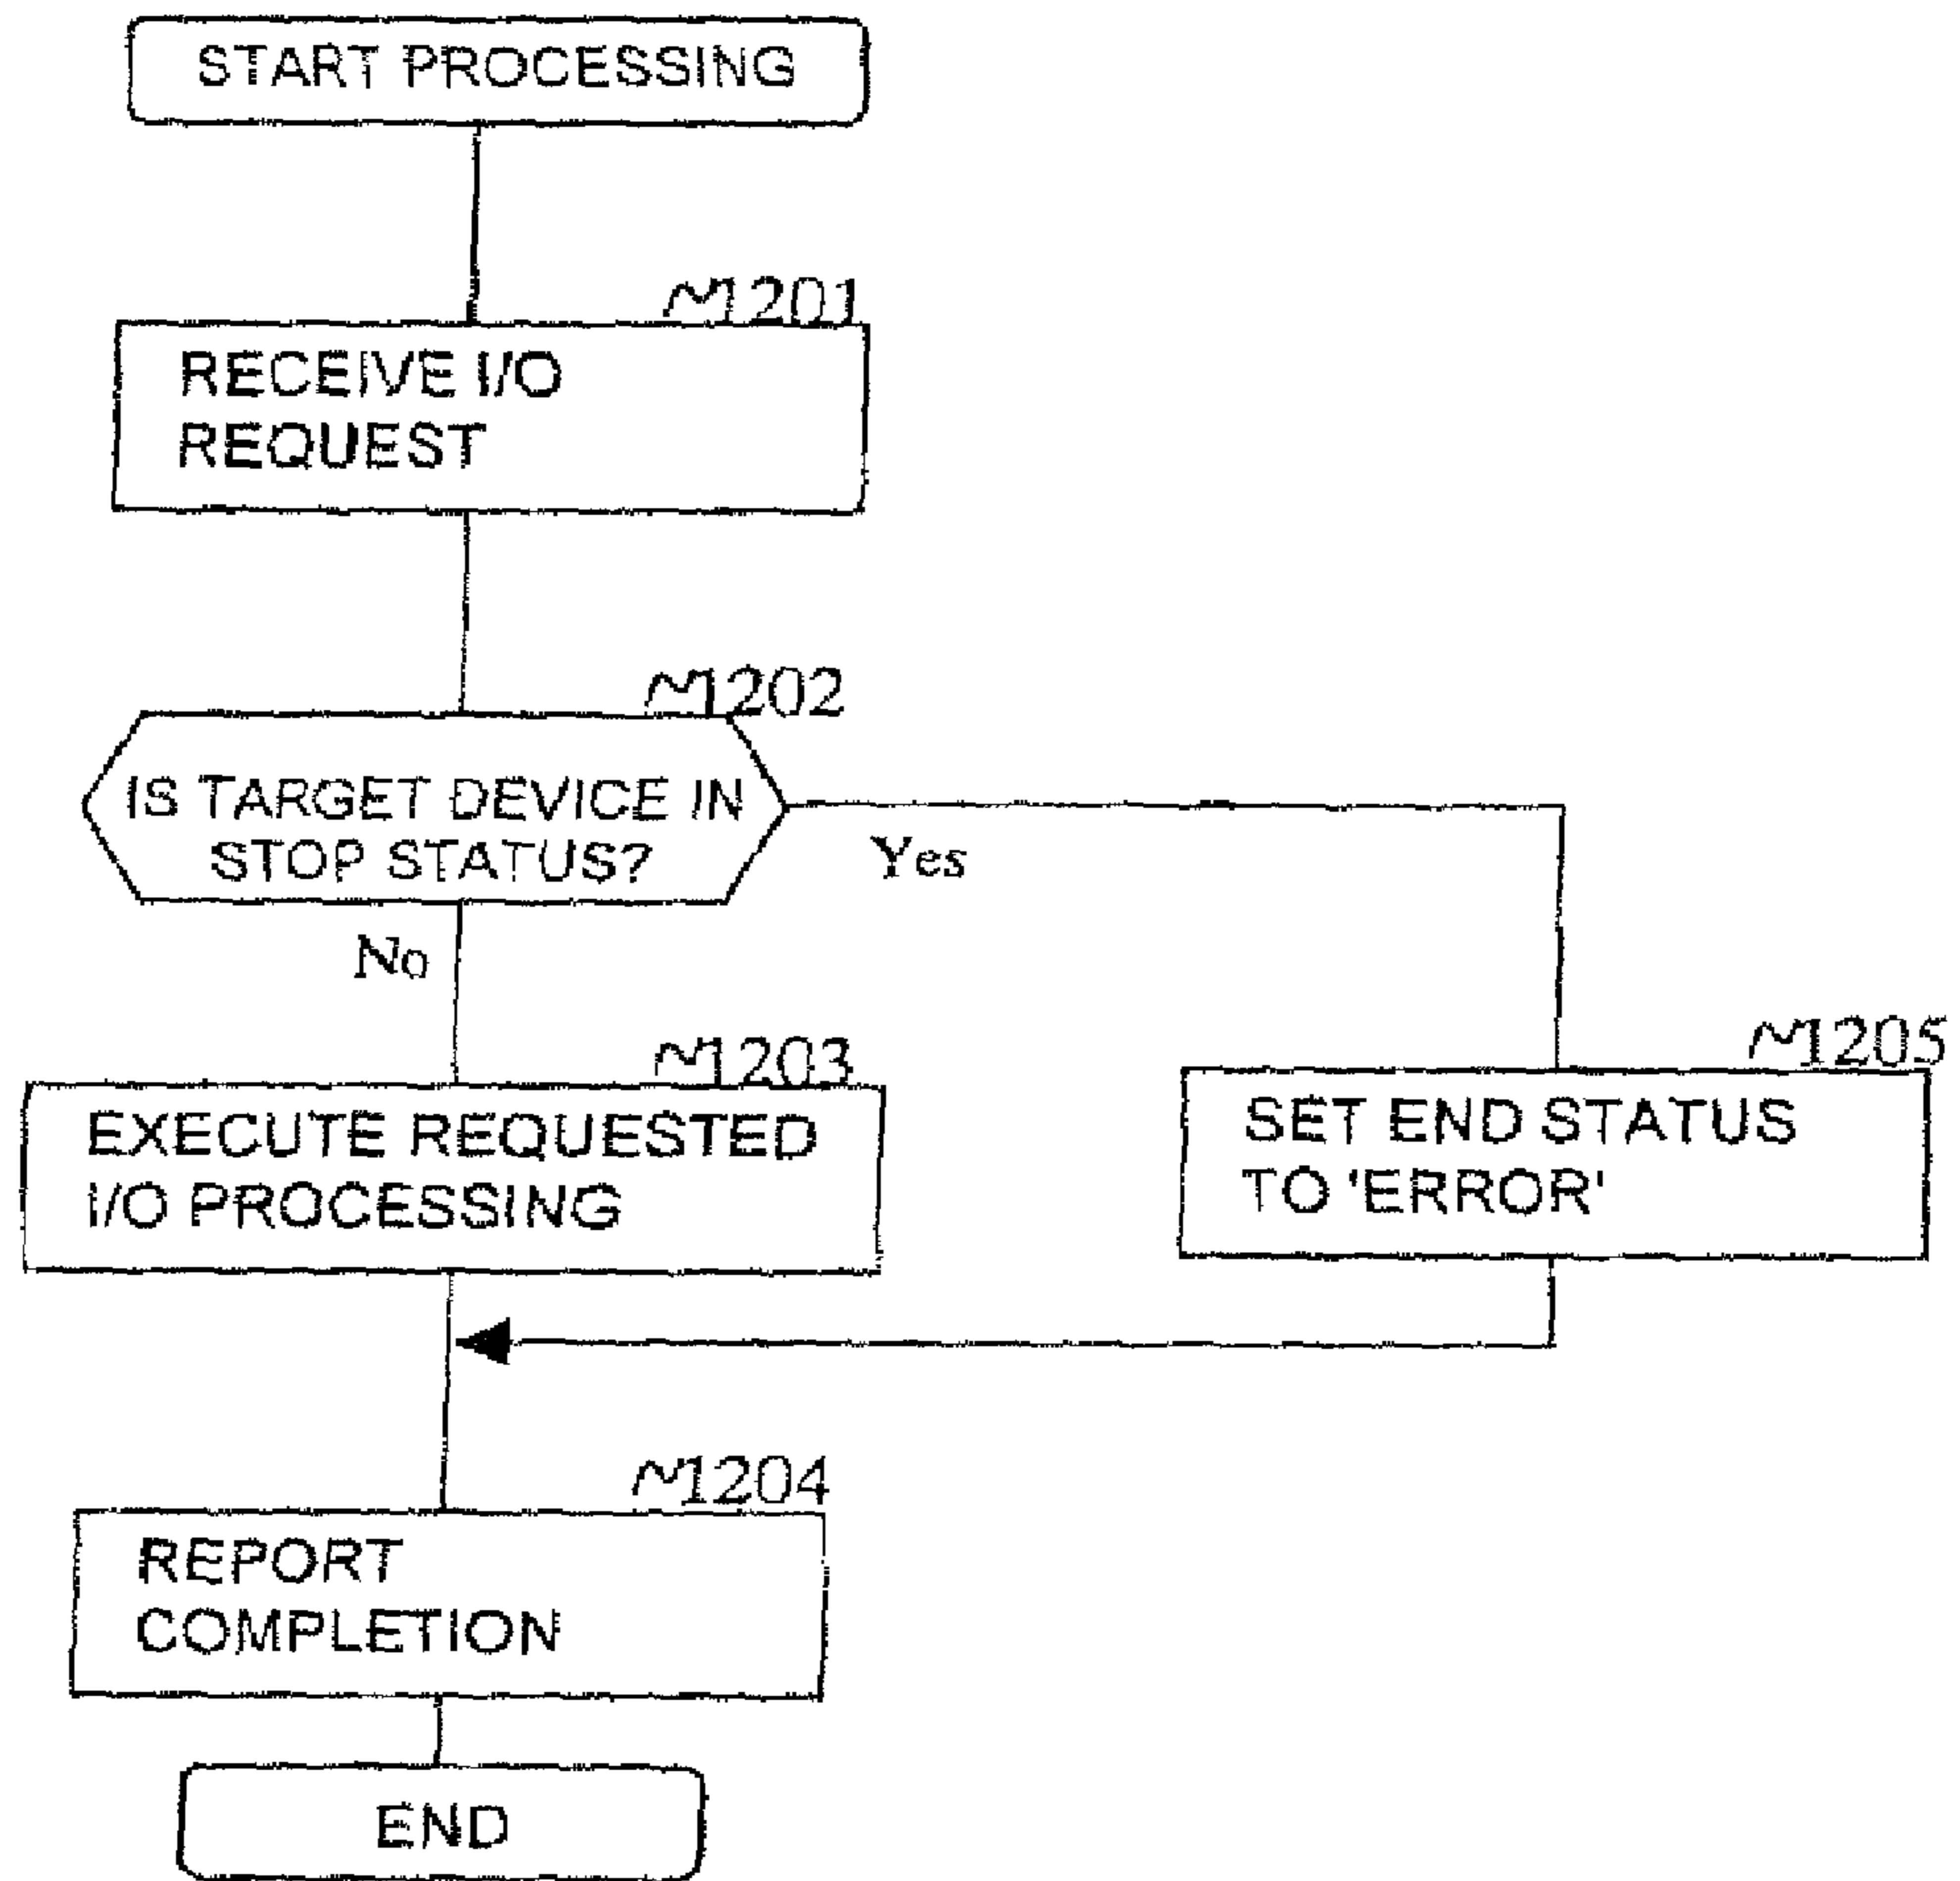 START PROCESSING
~1201
RECEIVE I/O
REQUEST
~1202
IS TARGET DEVICE IN
STOP STATUS?
Yes
No
~1203
EXECUTE REQUESTED
I/O PROCESSING
~1205
SET END STATUS
TO 'ERROR'
~1204
REPORT
COMPLETION
END